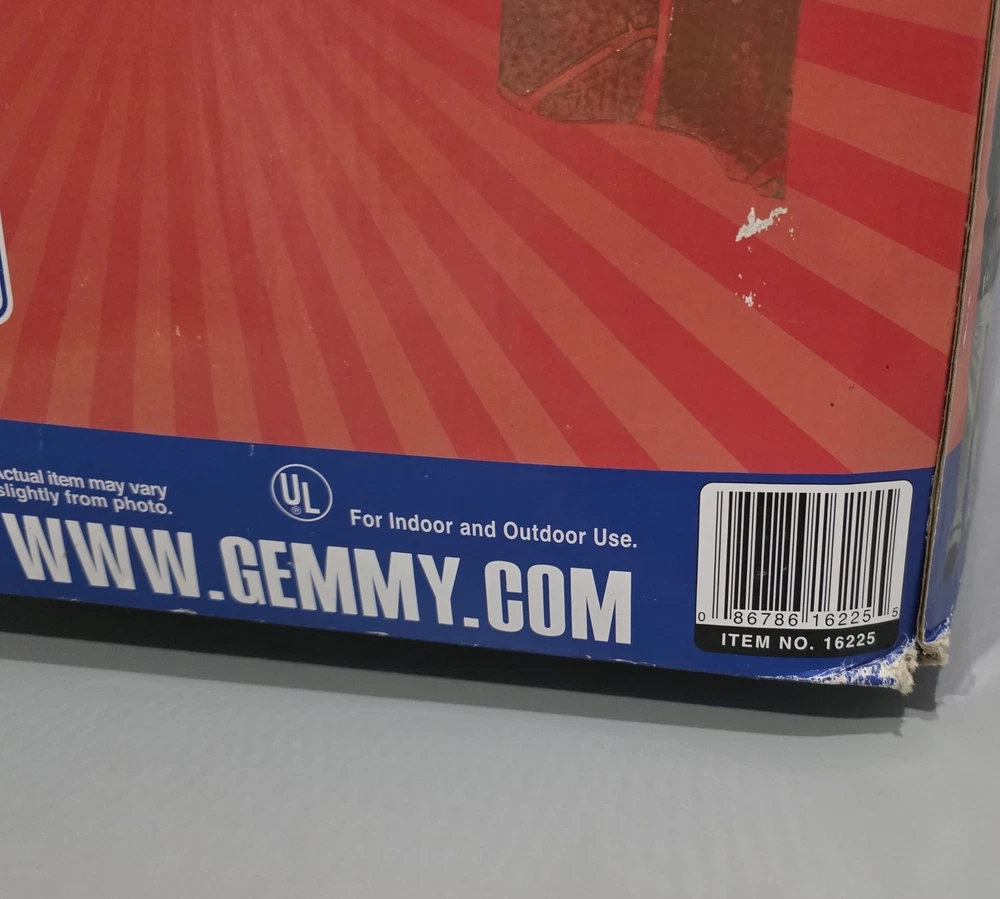 Actual item may vary
slightly from photo.
UL
®
For Indoor and Outdoor Use.
WWW.GEMMY.COM
0 86786 16225 5
ITEM NO. 16225